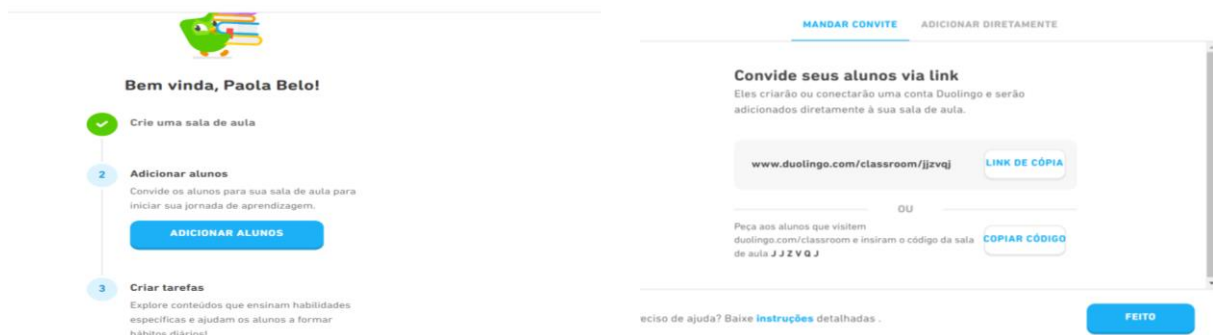 Bem vinda, Paola Belo!
Crie uma sala de aula
2
Adicionar alunos
Convide os alunos para sua sala de aula para
iniciar sua jornada de aprendizagem.
ADICIONAR ALUNOS
3
Criar tarefas
Explore conteúdos que ensinam habilidades
específicas e ajudam os alunos a formar
hábitos diários!
MANDAR CONVITE ADICIONAR DIRETAMENTE
Convide seus alunos via link
Eles criarão ou conectarão uma conta Duolingo e serão
adicionados diretamente à sua sala de aula.
www.duolingo.com/classroom/jjzvqj LINK DE CÓPIA
OU
Peça aos alunos que visitem
duolingo.com/classroom e insiram o código da sala
de aula J J Z V Q J
COPIAR CÓDIGO
eciso de ajuda? Baixe instruções detalhadas .
FEITO